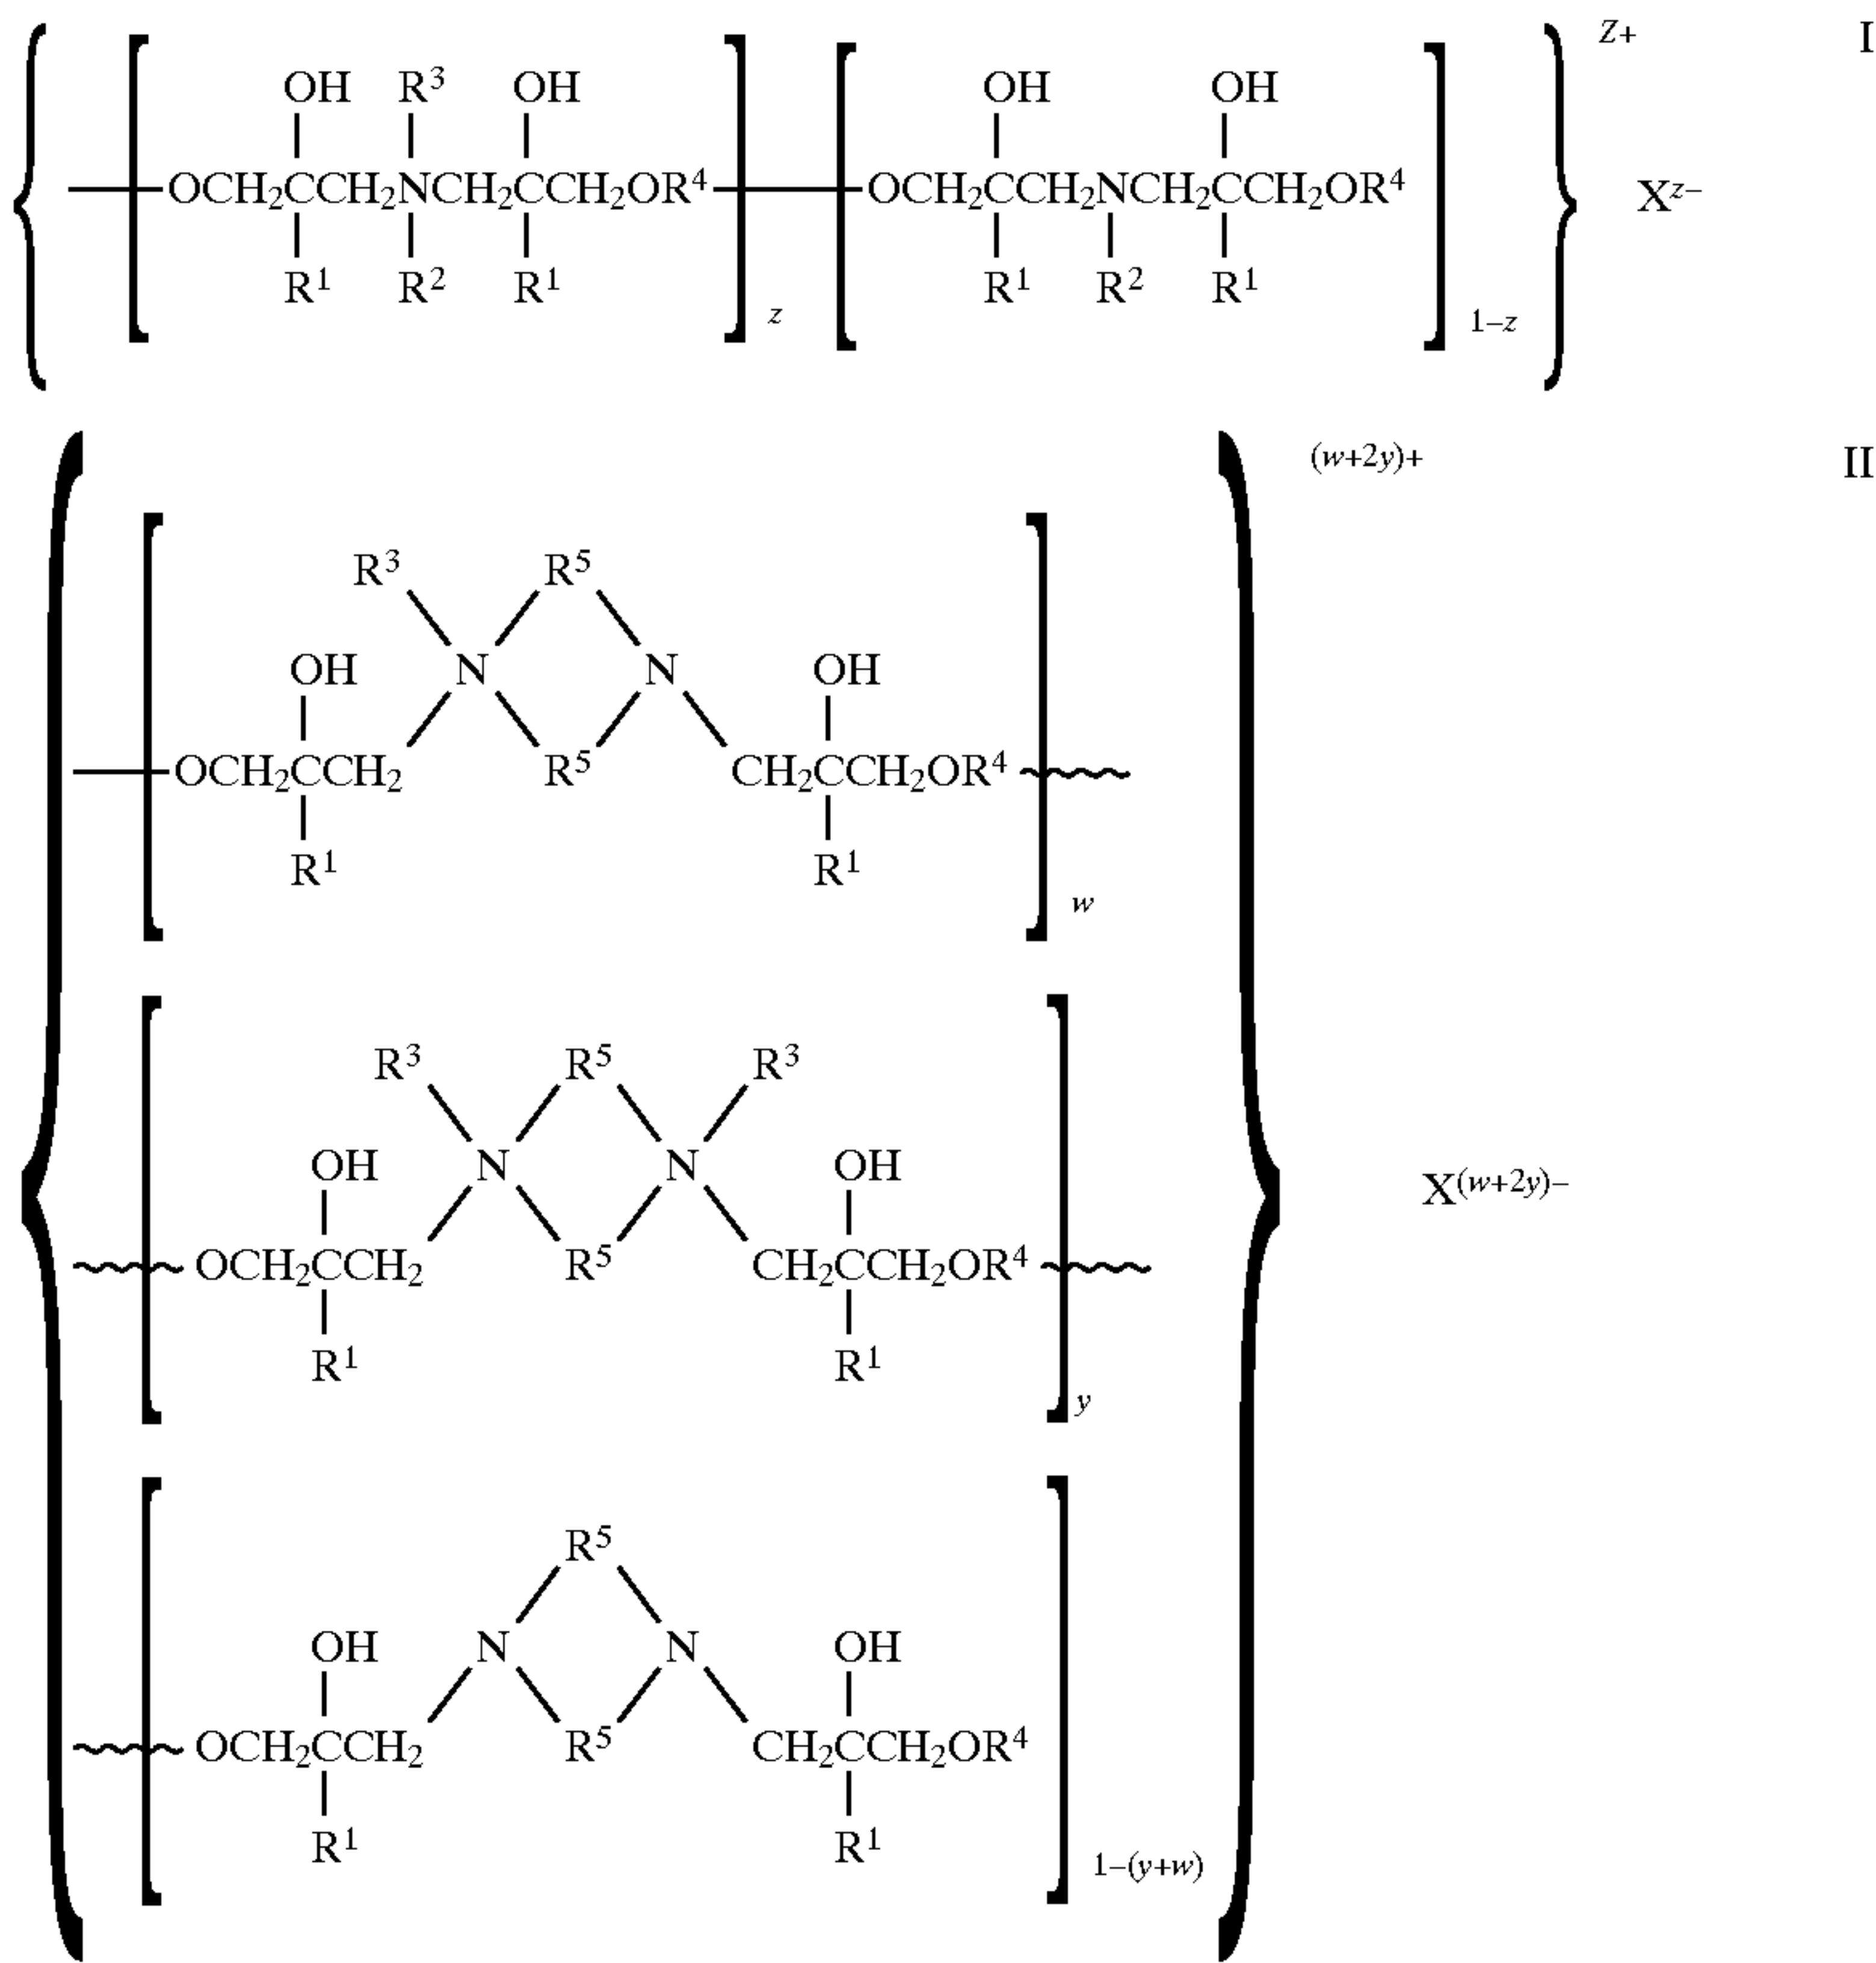 Z+ I
OH R³ OH OH OH
OCH₂CCH₂NCH₂CCH₂OR⁴ OCH₂CCH₂NCH₂CCH₂OR⁴ Xᶻ⁻
R¹ R² R¹ R¹ R² R¹
z 1–z
(w+2y)+ II
R³ R⁵
OH N N OH
OCH₂CCH₂ R⁵ CH₂CCH₂OR⁴
R¹ R¹
w
R³ R⁵ R³
OH N N OH X(w+2y)–
OCH₂CCH₂ R⁵ CH₂CCH₂OR⁴
R¹ R¹
y
R⁵
OH N N OH
OCH₂CCH₂ R⁵ CH₂CCH₂OR⁴
R¹ R¹
1–(y+w)